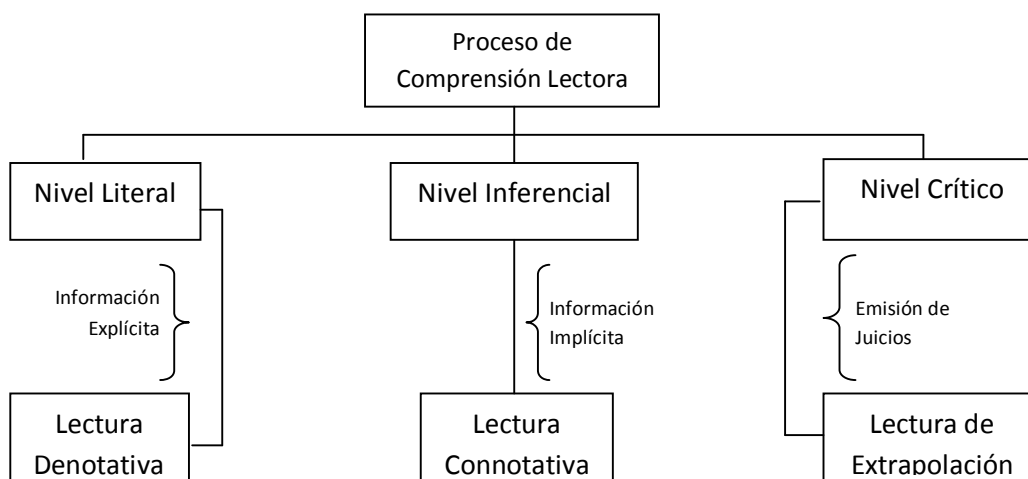 Proceso de
Comprensión Lectora
Nivel Literal
Nivel Inferencial
Nivel Crítico
Información
Explícita
Información
Implícita
Emisión de
Juicios
Lectura
Denotativa
Lectura
Connotativa
Lectura de
Extrapolación